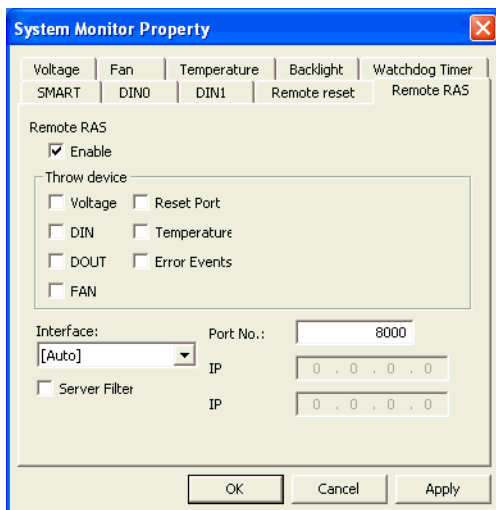 System Monitor Property
Voltage Fan Temperature Backlight Watchdog Timer
SMART DIN0 DIN1 Remote reset Remote RAS
Remote RAS
Enable
Throw device
Voltage Reset Port
DIN Temperature
DOUT Error Events
FAN
Interface: Port No.: 8000
[Auto]
IP 0 . 0 . 0 . 0
Server Filter
IP 0 . 0 . 0 . 0
OK Cancel Apply